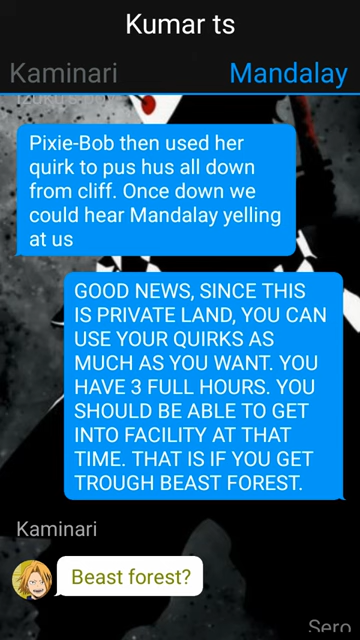 Kumar ts
Kaminari
Mandalay
Pixie-Bob then used her
quirk to pus hus all down
from cliff. Once down we
could hear Mandalay yelling
at us
GOOD NEWS, SINCE THIS
IS PRIVATE LAND, YOU CAN
USE YOUR QUIRKS AS
MUCH AS YOU WANT. YOU
HAVE 3 FULL HOURS. YOU
SHOULD BE ABLE TO GET
INTO FACILITY AT THAT
TIME. THAT IS IF YOU GET
TROUGH BEAST FOREST.
Kaminari
Beast forest?
Sero